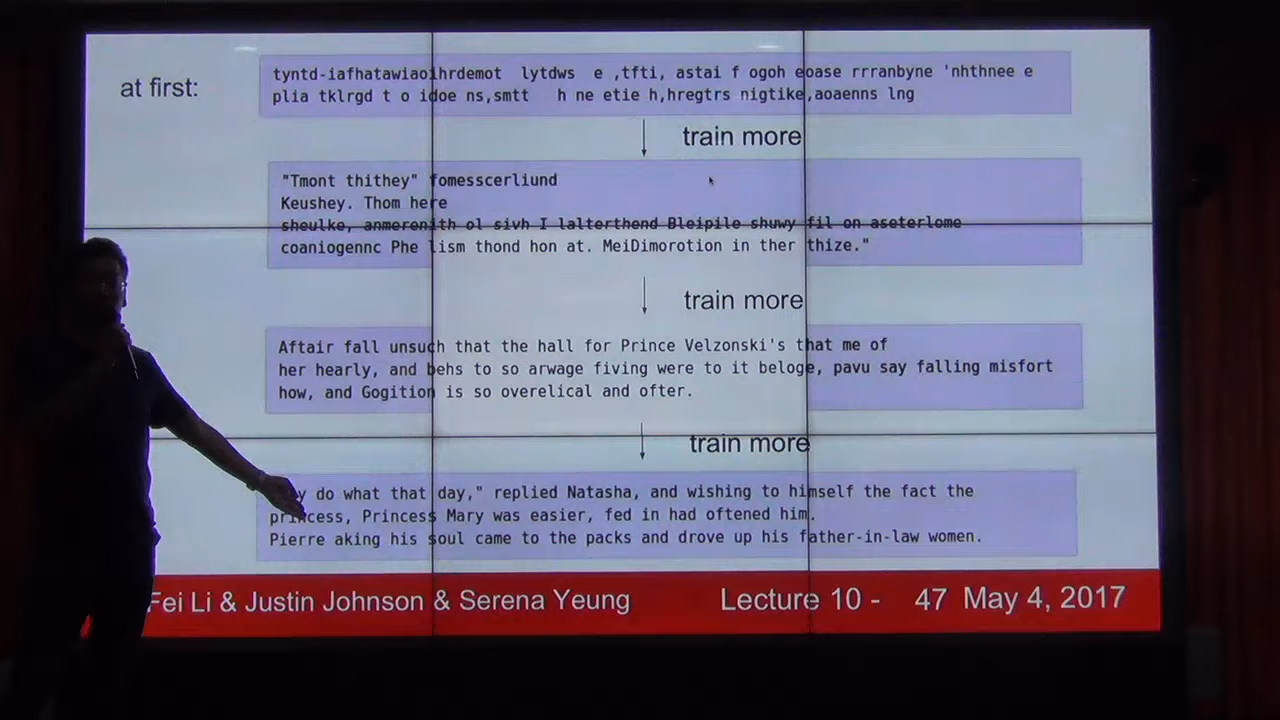 at first:
tyntd-iafhatawiaoihrdemot lytdws e ,tfti, astai f ogoh eoase rrranbyne 'nhthnee e
plia tklrgd t o idoe ns,smtt h ne etie h,hregtrs nigtike,aoaenns lng
train more
"Tmont thithey" fomesscerliund
Keushey. Thom here
sheulke, anmerenith ol sivh I lalterthend Bleipile shuwy fil on aseterlome
coaniogennc Phe lism thond hon at. MeiDimorotion in ther thize."
train more
Aftair fall unsuch that the hall for Prince Velzonski's that me of
her hearly, and behs to so arwage fiving were to it beloge, pavu say falling misfort
how, and Gogition is so overelical and ofter.
train more
do what that day," replied Natasha, and wishing to himself the fact the
princess, Princess Mary was easier, fed in had oftened him.
Pierre aking his soul came to the packs and drove up his father-in-law women.
Fei Li & Justin Johnson & Serena Yeung
Lecture 10 - 47 May 4, 2017